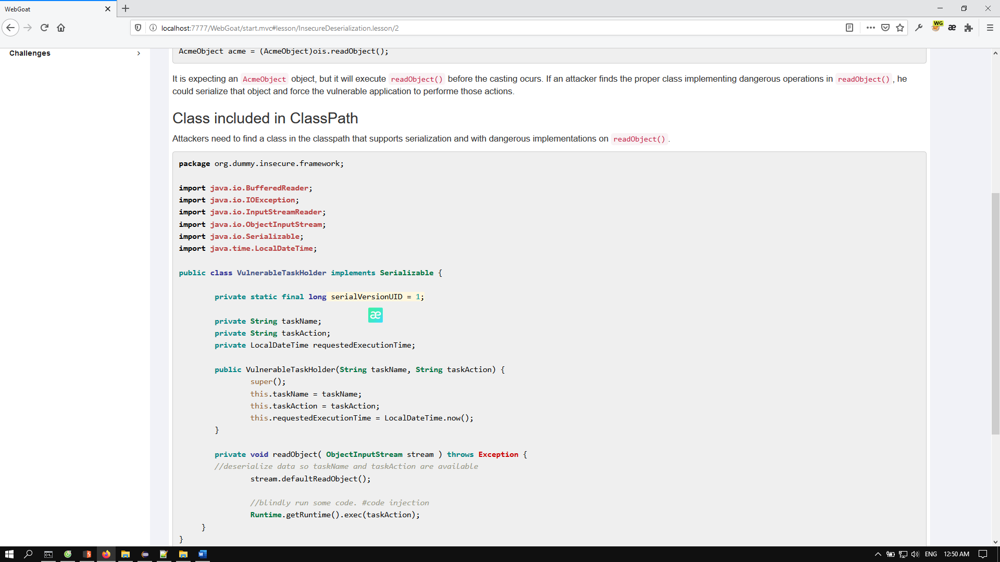 WebGoat
localhost:7777/WebGoat/start.mvc#lesson/InsecureDeserialization.lesson/2
WG
æ
Challenges
AcmeObject acme = (AcmeObject)ois.readObject();
It is expecting an AcmeObject object, but it will execute readObject() before the casting ocurs. If an attacker finds the proper class implementing dangerous operations in readObject(), he
could serialize that object and force the vulnerable application to performe those actions.
Class included in ClassPath
Attackers need to find a class in the classpath that supports serialization and with dangerous implementations on readObject().
package org.dummy.insecure.framework;
import java.io.BufferedReader;
import java.io.IOException;
import java.io.InputStreamReader;
import java.io.ObjectInputStream;
import java.io.Serializable;
import java.time.LocalDateTime;
public class VulnerableTaskHolder implements Serializable {
private static final long serialVersionUID = 1;
æ
private String taskName;
private String taskAction;
private LocalDateTime requestedExecutionTime;
public VulnerableTaskHolder(String taskName, String taskAction) {
super();
this.taskName = taskName;
this.taskAction = taskAction;
this.requestedExecutionTime = LocalDateTime.now();
}
private void readObject( ObjectInputStream stream ) throws Exception {
//deserialize data so taskName and taskAction are available
stream.defaultReadObject();
//blindly run some code. #code injection
Runtime.getRuntime().exec(taskAction);
}
}
ENG 12:50 AM